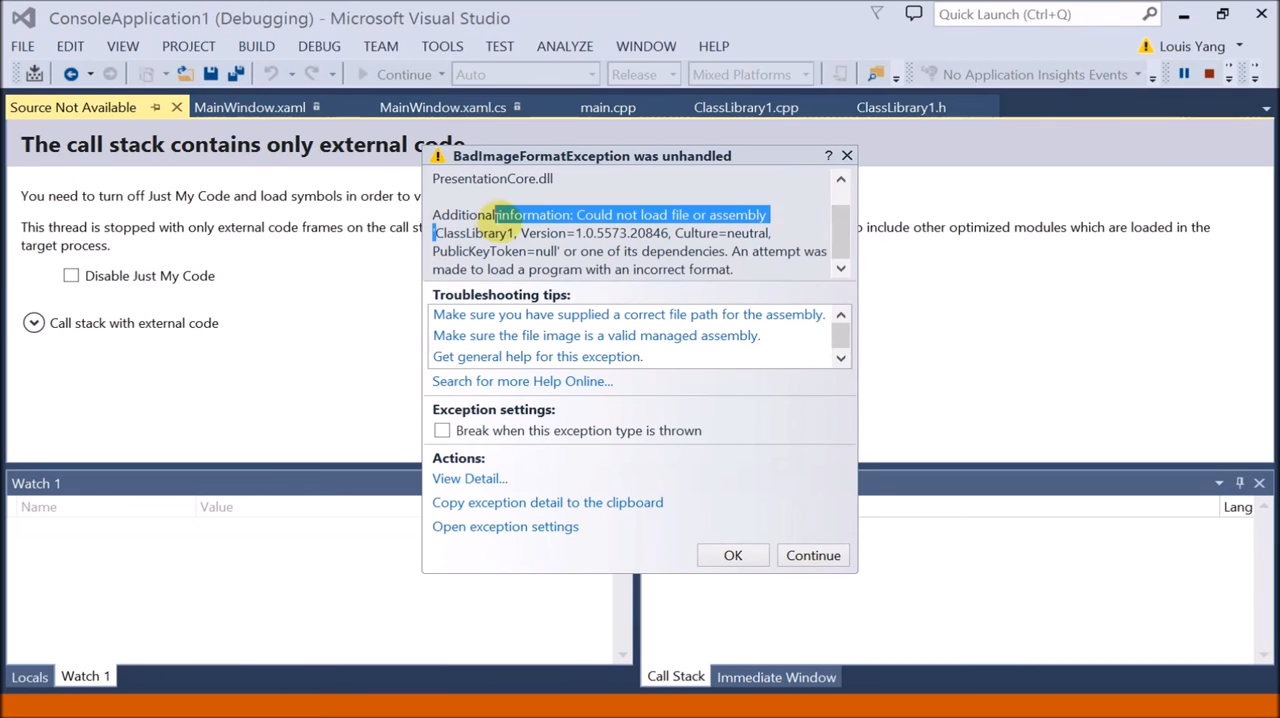 ConsoleApplication1 (Debugging) - Microsoft Visual Studio
Quick Launch (Ctrl+Q)
FILE EDIT VIEW PROJECT BUILD DEBUG TEAM TOOLS TEST ANALYZE WINDOW HELP
Louis Yang
Continue Auto Release Mixed Platforms No Application Insights Events
Source Not Available MainWindow.xaml MainWindow.xaml.cs main.cpp ClassLibrary1.cpp ClassLibrary1.h
The call stack contains only external code
You need to turn off Just My Code and load symbols in order to v
This thread is stopped with only external code frames on the call st
o include other optimized modules which are loaded in the
target process.
Disable Just My Code
Call stack with external code
BadImageFormatException was unhandled
PresentationCore.dll
Additional information: Could not load file or assembly
'ClassLibrary1, Version=1.0.5573.20846, Culture=neutral,
PublicKeyToken=null' or one of its dependencies. An attempt was
made to load a program with an incorrect format.
Troubleshooting tips:
Make sure you have supplied a correct file path for the assembly.
Make sure the file image is a valid managed assembly.
Get general help for this exception.
Search for more Help Online...
Exception settings:
Break when this exception type is thrown
Actions:
View Detail...
Copy exception detail to the clipboard
Open exception settings
OK Continue
Watch 1
Name Value
Lang
Locals Watch 1
Call Stack Immediate Window